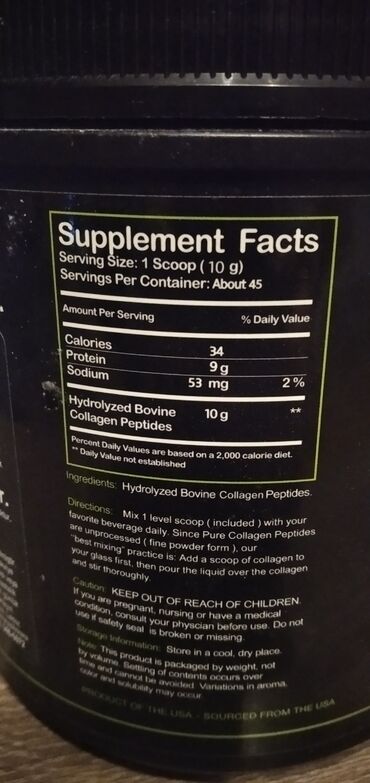 Supplement Facts
Serving Size: 1 Scoop ( 10 g)
Servings Per Container: About 45
Amount Per Serving % Daily Value
Calories 34
Protein 9 g
Sodium 53 mg 2%
Hydrolyzed Bovine 10 g **
Collagen Peptides
Percent Daily Values are based on a 2,000 calorie diet.
** Daily Value not established
Ingredients: Hydrolyzed Bovine Collagen Peptides.
Directions: Mix 1 level scoop ( included ) with your
favorite beverage daily. Since Pure Collagen Peptides
are unprocessed ( fine powder form ), our
"best mixing" practice is: Add a scoop of collagen to
your glass first, then pour the liquid over the collagen
and stir thoroughly.
Caution: KEEP OUT OF REACH OF CHILDREN.
If you are pregnant, nursing or have a medical
condition, consult your physician before use. Do not
use if safety seal is broken or missing.
Storage Information: Store in a cool, dry place.
Note: This product is packaged by weight, not
by volume. Settling of contents occurs over
time and cannot be avoided. Variations in aroma,
color and solubility may occur.
PRODUCT OF THE USA - SOURCED FROM THE USA